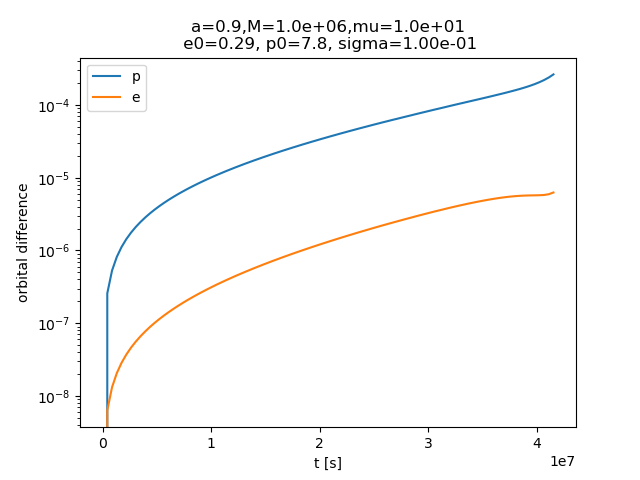 a=0.9,M=1.0e+06,mu=1.0e+01
e0=0.29, p0=7.8, sigma=1.00e-01
p
e
10⁻⁴
10⁻⁵
10⁻⁶
10⁻⁷
10⁻⁸
orbital difference
0
1
2
3
4
1e7
t [s]